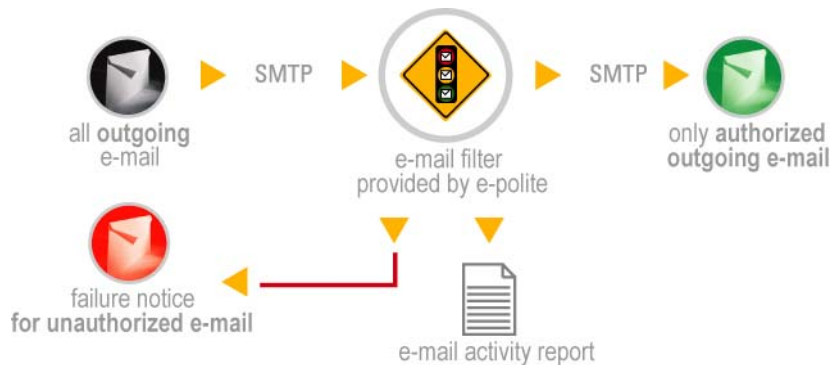 SMTP
SMTP
all outgoing
e-mail
e-mail filter
provided by e-polite
only authorized
outgoing e-mail
failure notice
for unauthorized e-mail
e-mail activity report